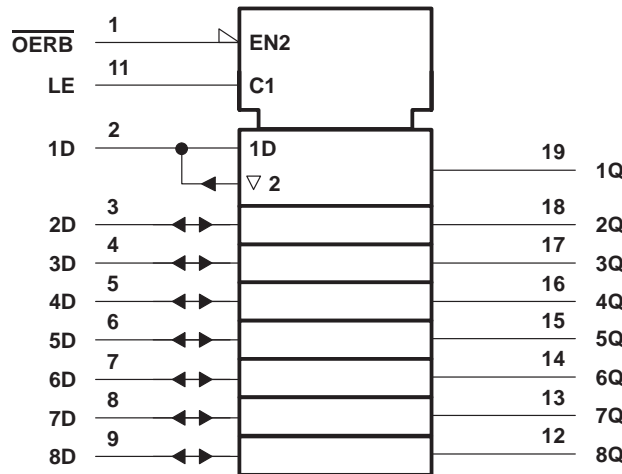 1
OERB EN2
11
LE C1
2
1D 1D 19
▽ 2 1Q
3 18
2D 2Q
4 17
3D 3Q
5 16
4D 4Q
6 15
5D 5Q
7 14
6D 6Q
8 13
7D 7Q
9 12
8D 8Q